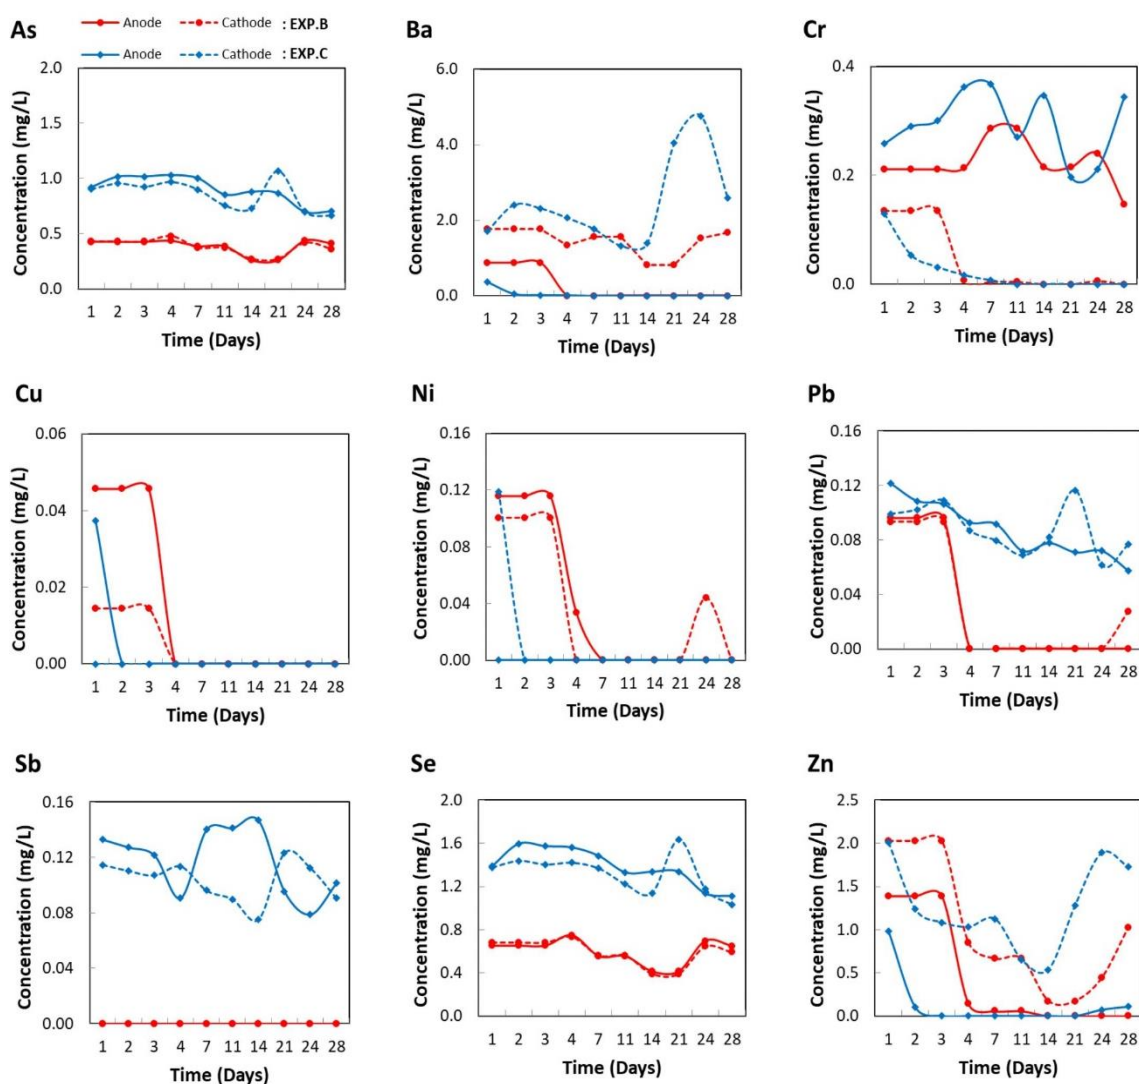 As
Anode Cathode : EXP.B
Anode Cathode : EXP.C
Concentration (mg/L)
2.0
1.5
1.0
0.5
0.0
1 2 3 4 7 11 14 21 24 28
Time (Days)
Ba
Concentration (mg/L)
6.0
4.0
2.0
0.0
1 2 3 4 7 11 14 21 24 28
Time (Days)
Cr
Concentration (mg/L)
0.4
0.2
0.0
1 2 3 4 7 11 14 21 24 28
Time (Days)
Cu
Concentration (mg/L)
0.06
0.04
0.02
0.00
1 2 3 4 7 11 14 21 24 28
Time (Days)
Ni
Concentration (mg/L)
0.16
0.12
0.08
0.04
0.00
1 2 3 4 7 11 14 21 24 28
Time (Days)
Pb
Concentration (mg/L)
0.16
0.12
0.08
0.04
0.00
1 2 3 4 7 11 14 21 24 28
Time (Days)
Sb
Concentration (mg/L)
0.16
0.12
0.08
0.04
0.00
1 2 3 4 7 11 14 21 24 28
Time (Days)
Se
Concentration (mg/L)
2.0
1.6
1.2
0.8
0.4
0.0
1 2 3 4 7 11 14 21 24 28
Time (Days)
Zn
Concentration (mg/L)
2.5
2.0
1.5
1.0
0.5
0.0
1 2 3 4 7 11 14 21 24 28
Time (Days)